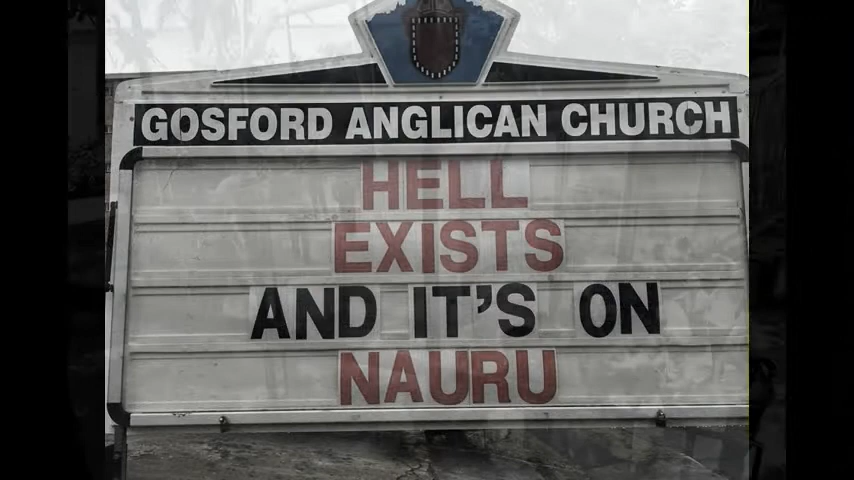 GOSFORD ANGLICAN CHURCH
HELL
EXISTS
AND IT'S ON
NAURU